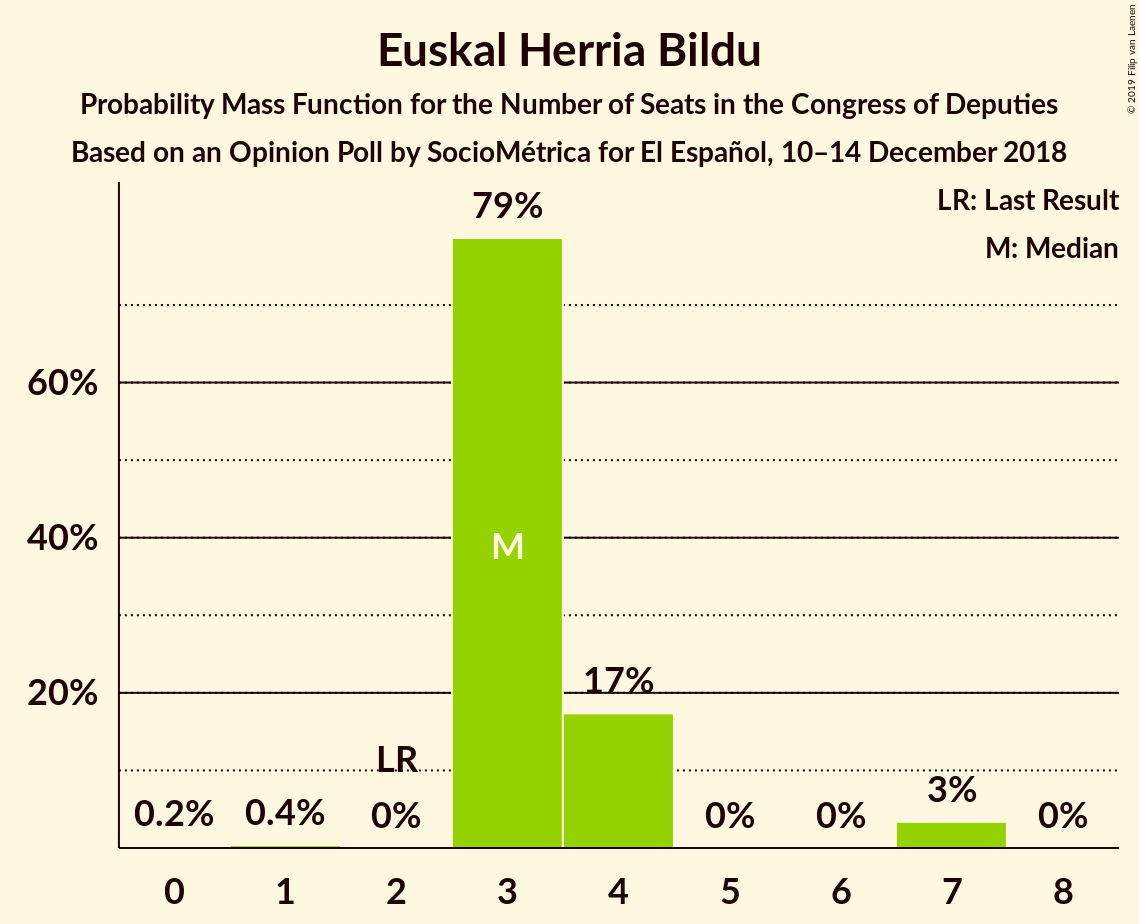 Euskal Herria Bildu
Probability Mass Function for the Number of Seats in the Congress of Deputies
Based on an Opinion Poll by SocioMétrica for El Español, 10–14 December 2018
© 2019 Filip van Laenen
LR: Last Result
M: Median
79%
60%
40%
M
20%
17%
LR
0.2%
0.4%
0%
0%
0%
3%
0%
0
1
2
3
4
5
6
7
8